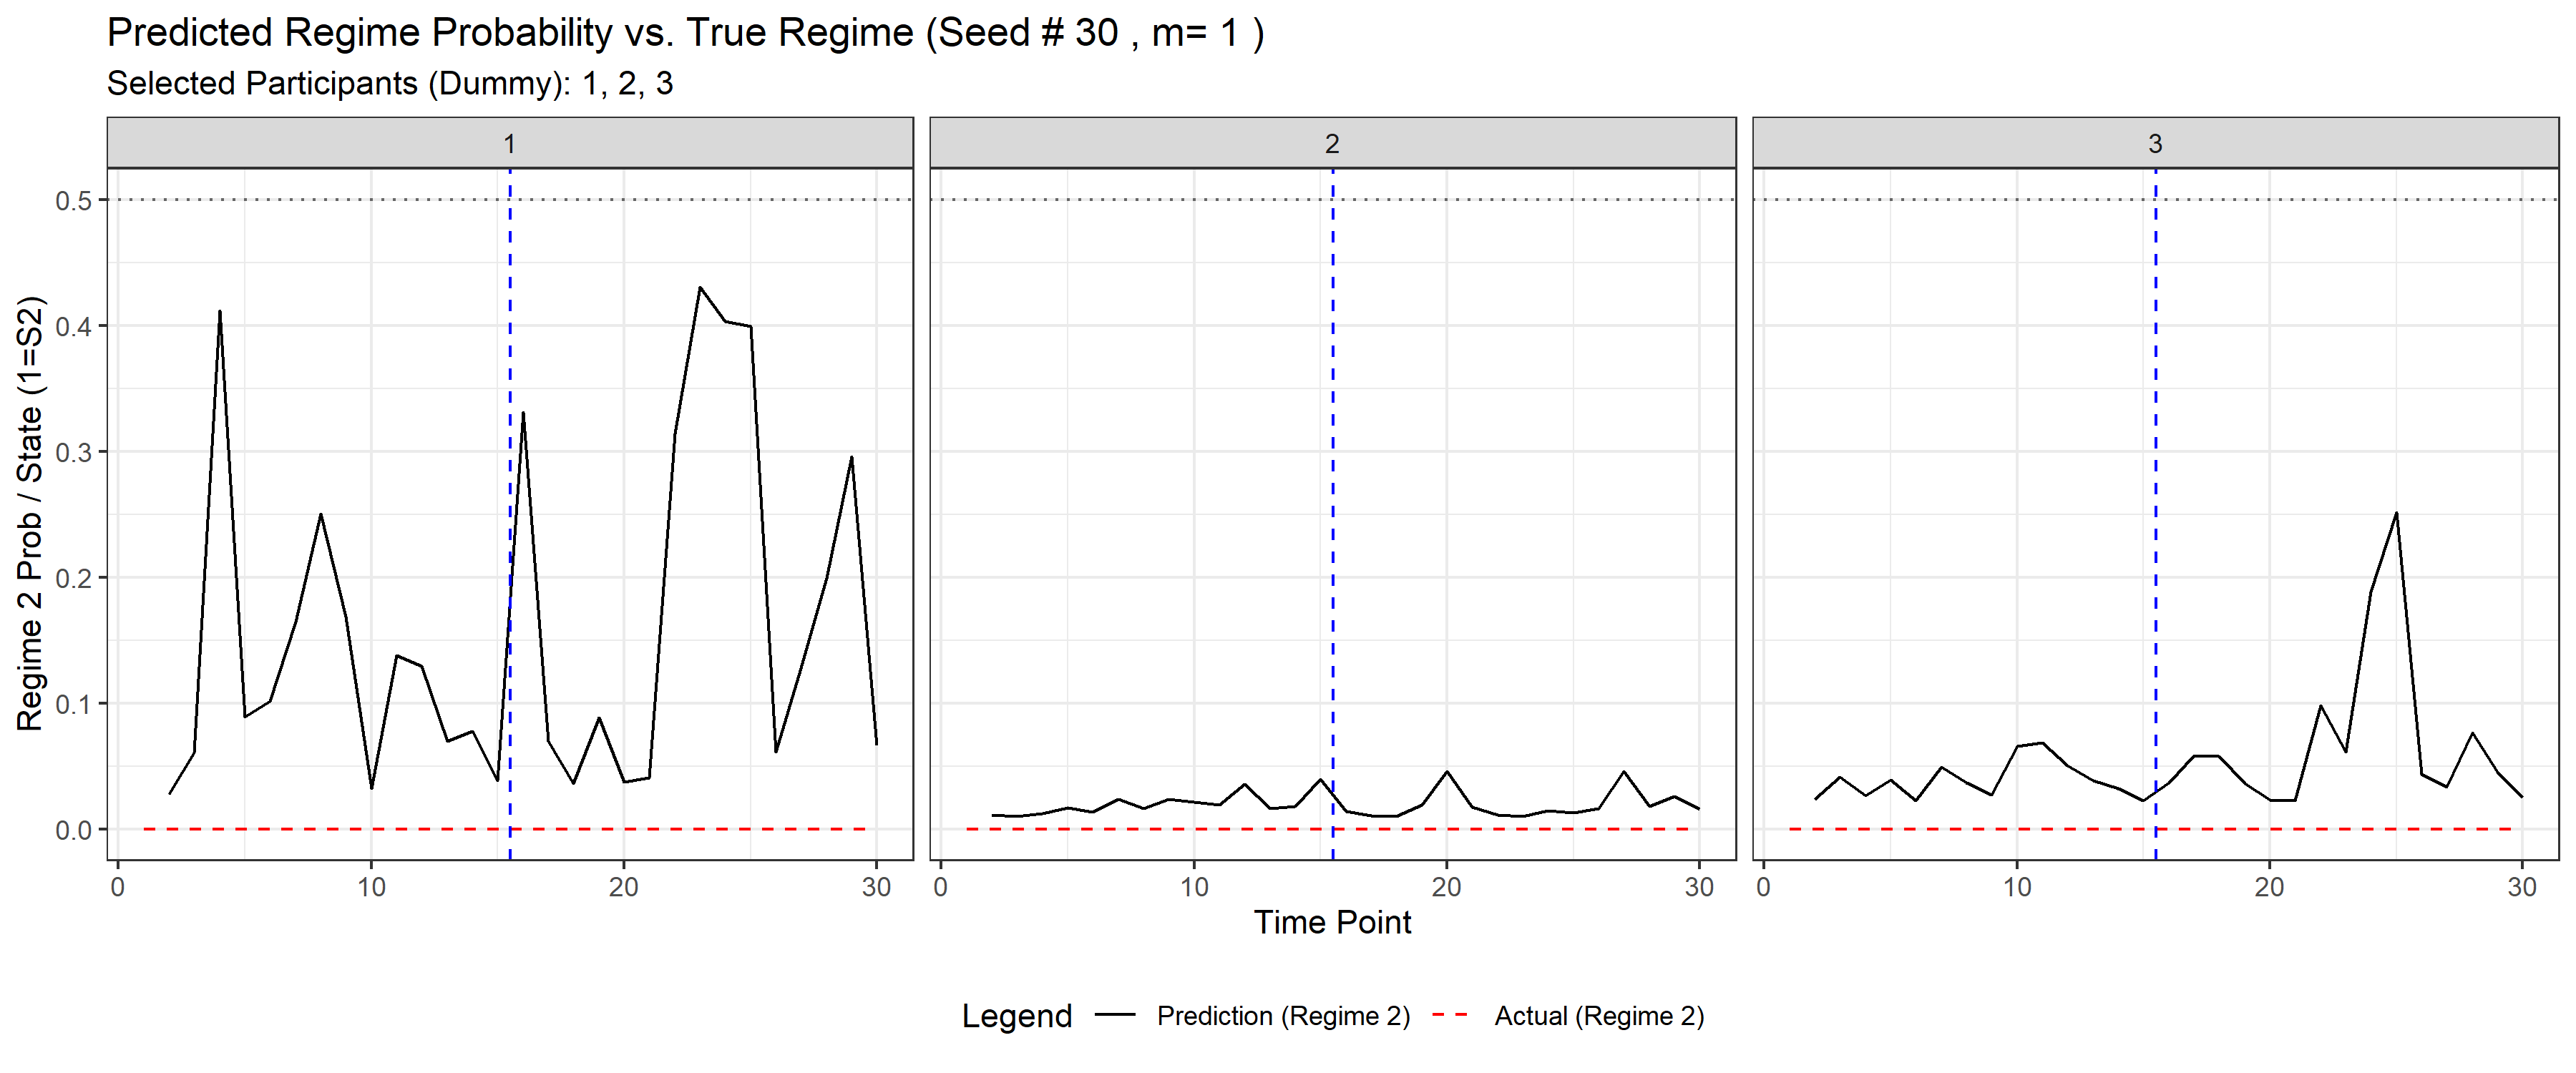 Predicted Regime Probability vs. True Regime (Seed # 30 , m= 1 )
Selected Participants (Dummy): 1, 2, 3
1
2
3
Regime 2 Prob / State (1=S2)
0.5
0.4
0.3
0.2
0.1
0.0
0 10 20 30
0 10 20 30
0 10 20 30
Time Point
Legend Prediction (Regime 2) Actual (Regime 2)